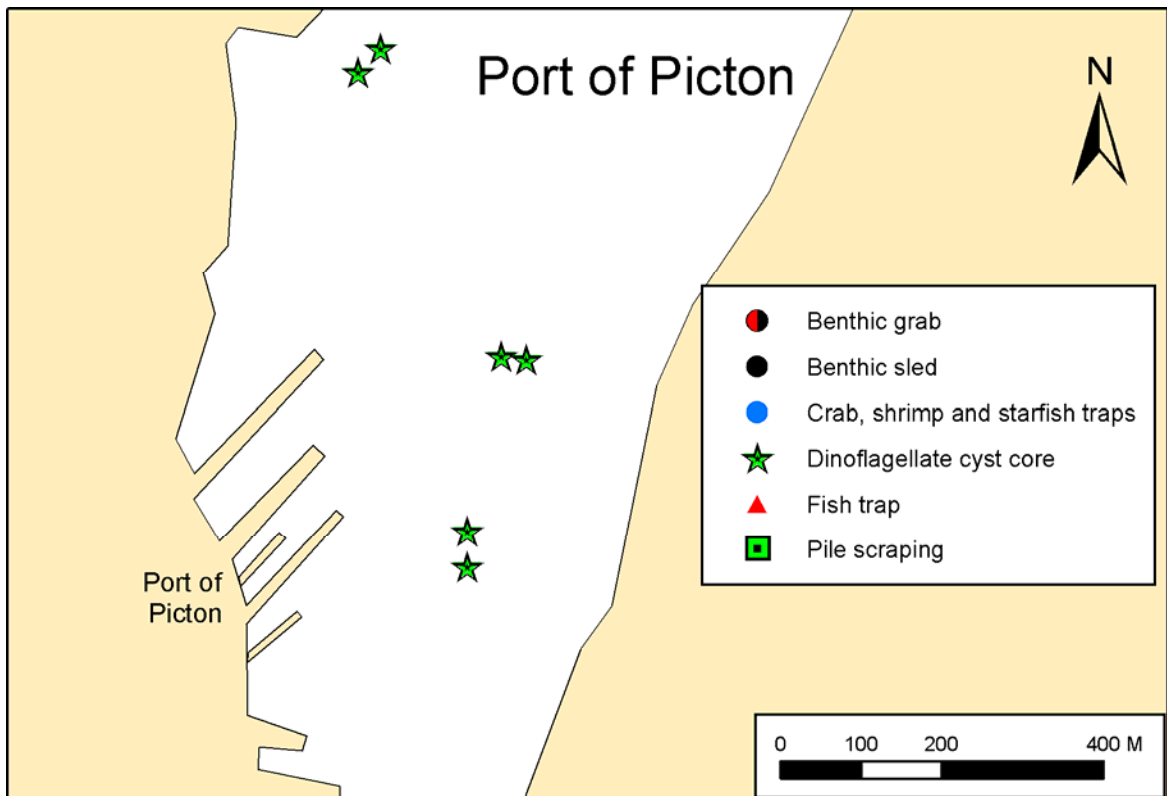 Port of Picton
N
Benthic grab
Benthic sled
Crab, shrimp and starfish traps
Dinoflagellate cyst core
Fish trap
Pile scraping
Port of
Picton
0 100 200 400 M